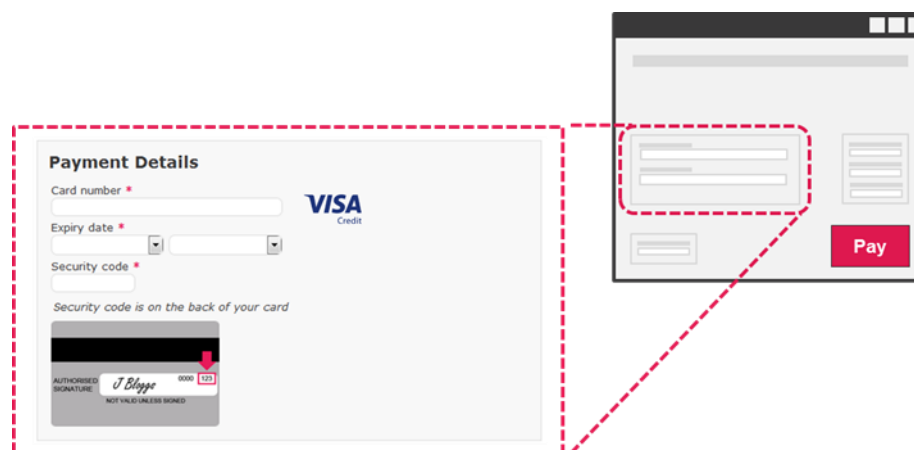 Payment Details
Card number *
VISA
Credit
Expiry date *
Security code *
Security code is on the back of your card
AUTHORISED
SIGNATURE
J Bloggs
0000 123
NOT VALID UNLESS SIGNED
Pay